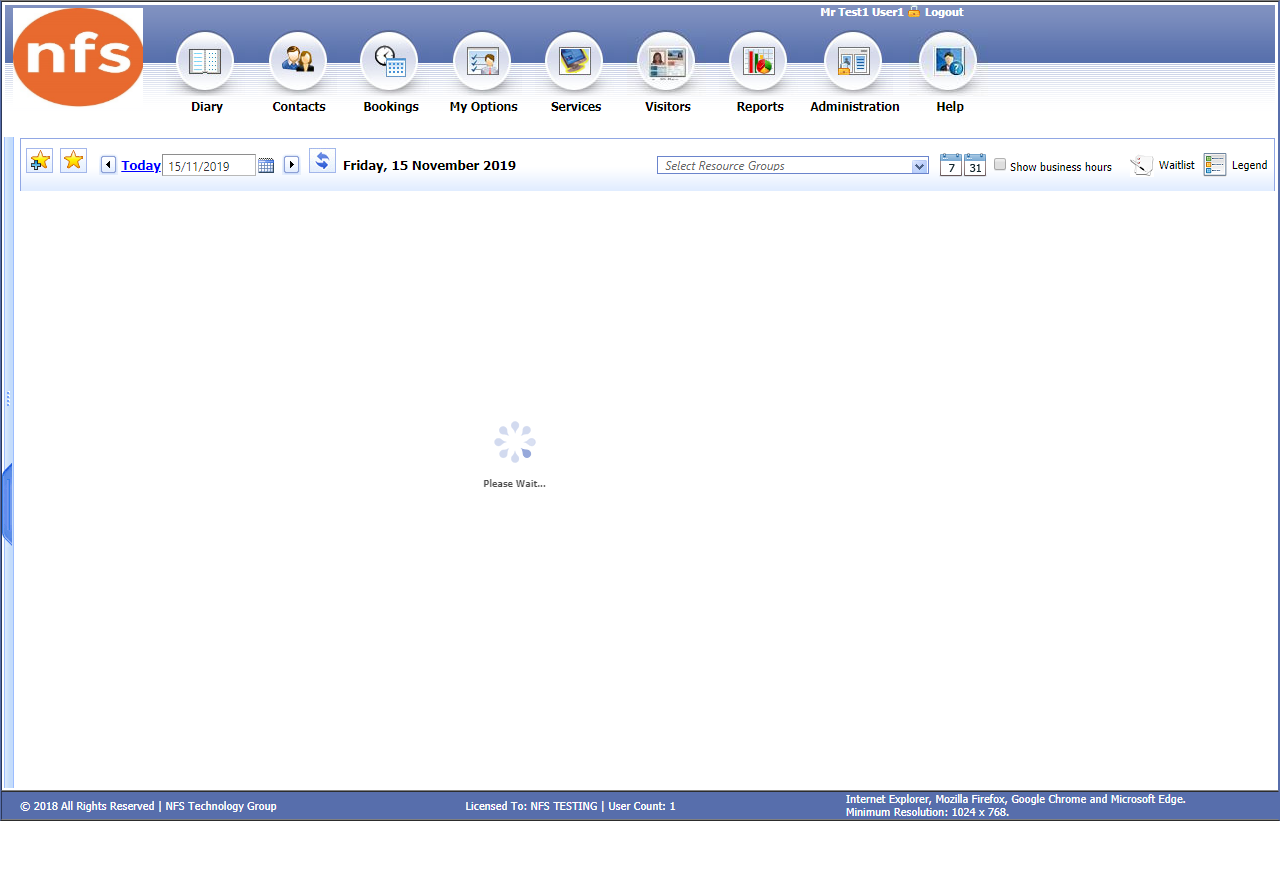 Mr Test1 User1 Logout
nfs
Diary Contacts Bookings My Options Services Visitors Reports Administration Help
Today 15/11/2019 Friday, 15 November 2019 Select Resource Groups 7 31 Show business hours Waitlist Legend
Please Wait...
© 2018 All Rights Reserved | NFS Technology Group
Licensed To: NFS TESTING | User Count: 1
Internet Explorer, Mozilla Firefox, Google Chrome and Microsoft Edge.
Minimum Resolution: 1024 x 768.